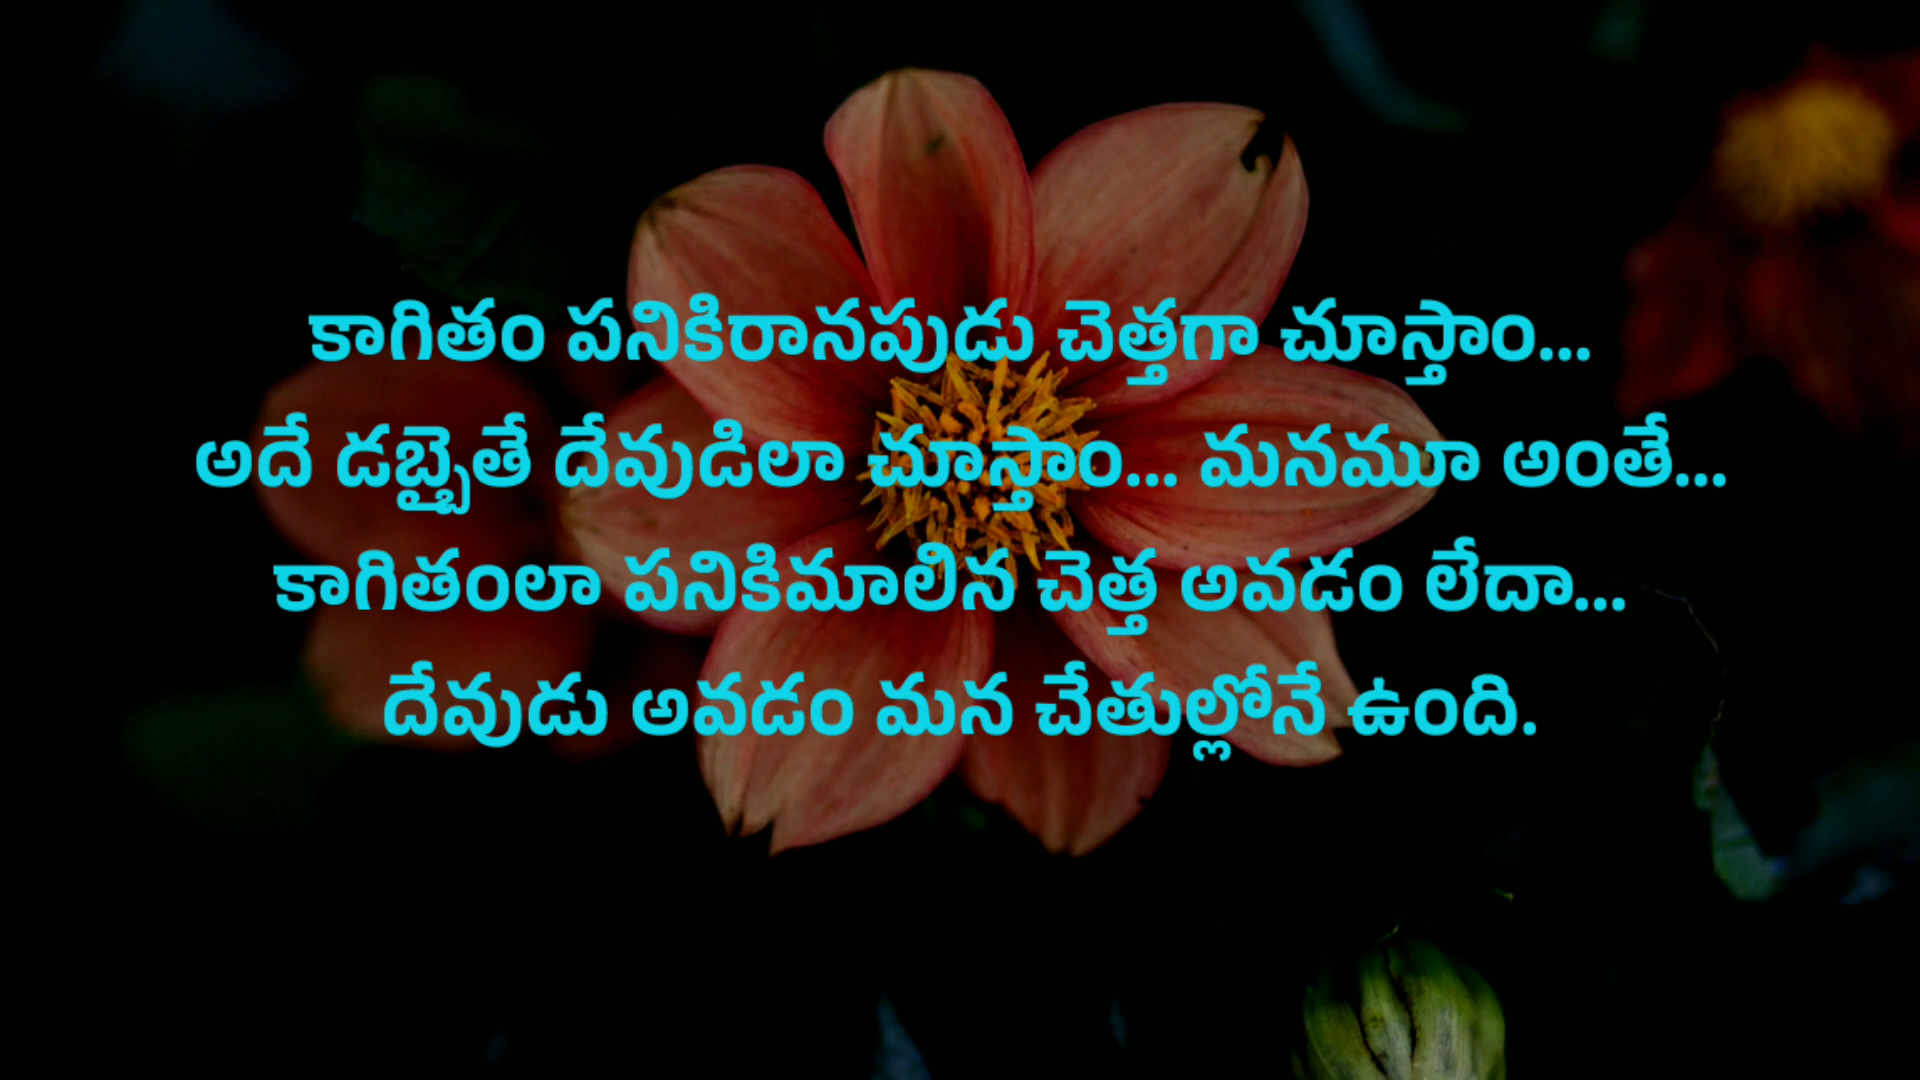 కాగితం పనికిరానపుడు చెత్తగా చూస్తాం...
అదే డబ్బైతే దేవుడిలా చూస్తాం... మనమూ అంతే...
కాగితంలా పనికిమాలిన చెత్త అవడం లేదా...
దేవుడు అవడం మన చేతుల్లోనే ఉంది.